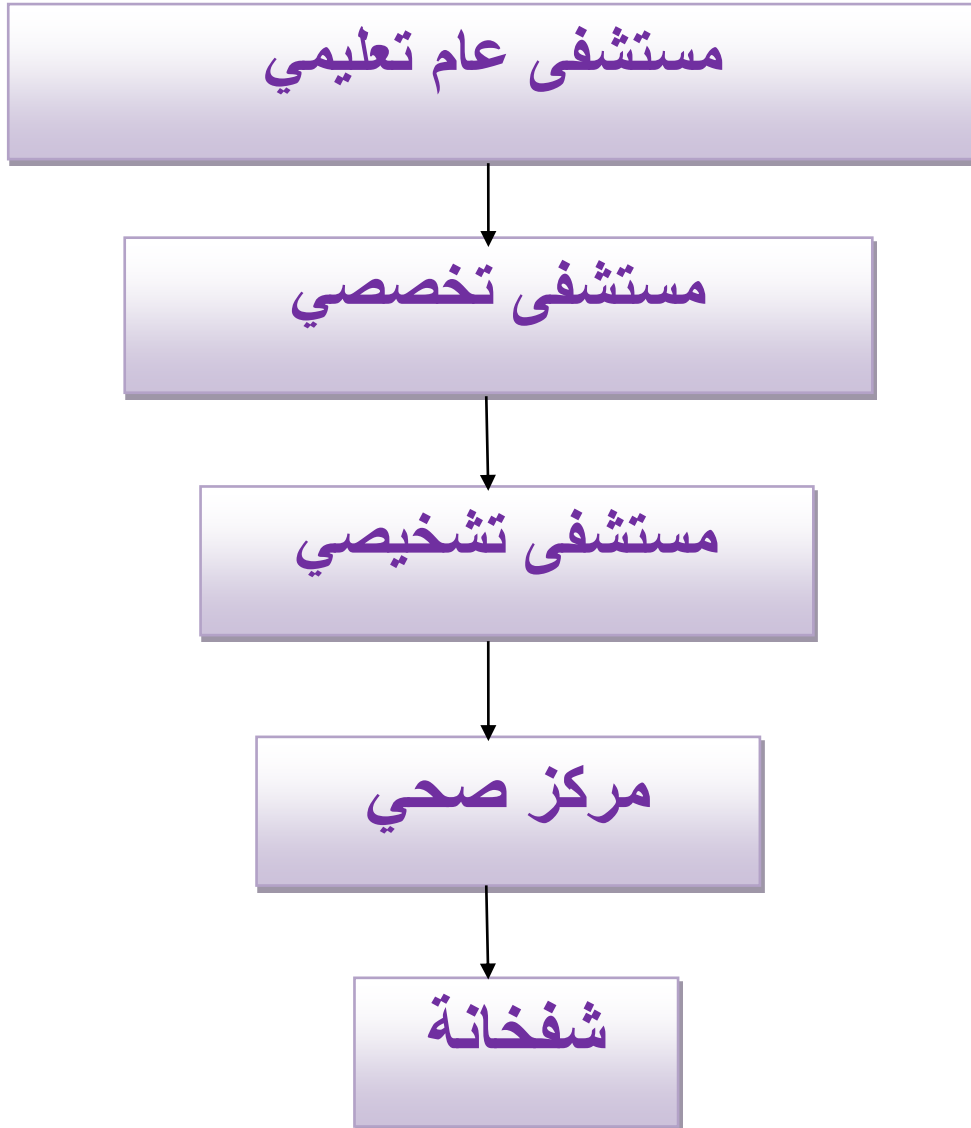 مستشفى عام تعليمي
مستشفى تخصصي
مستشفى تشخيصي
مركز صحي
شفخانة